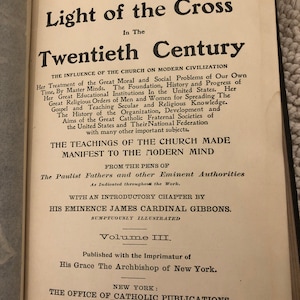 Light of the Cross
In the
Twentieth Century
THE INFLUENCE OF THE CHURCH ON MODERN CIVILIZATION
Her Treatment of the Great Moral and Social Problems of Our Own
Time, By Master Minds. The Foundation, History and Progress of
Her Great Educational Institutions in the United States. Her
Great Religious Orders of Men and Women for Spreading The
Gospel and Teaching Secular and Religious Knowledge.
The History of the Organization, Development and
Aims of the Great Catholic Fraternal Societies of
the United States and Their National Federation
with many other important subjects.
THE TEACHINGS OF THE CHURCH MADE
MANIFEST TO THE MODERN MIND
FROM THE PENS OF
The Paulist Fathers and other Eminent Authorities
As Indicated throughout the Work.
WITH AN INTRODUCTORY CHAPTER BY
HIS EMINENCE JAMES CARDINAL GIBBONS.
SUMPTUOUSLY ILLUSTRATED
Volume III.
Published with the Imprimatur of
His Grace The Archbishop of New York.
NEW YORK:
THE OFFICE OF CATHOLIC PUBLICATIONS